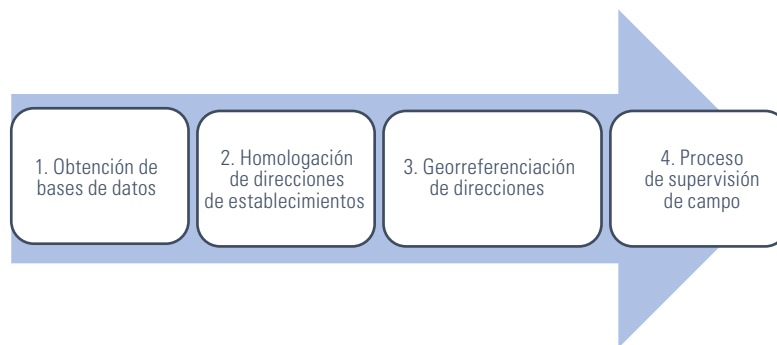 1. Obtención de
bases de datos
2. Homologación
de direcciones
de establecimientos
3. Georreferenciación
de direcciones
4. Proceso
de supervisión
de campo